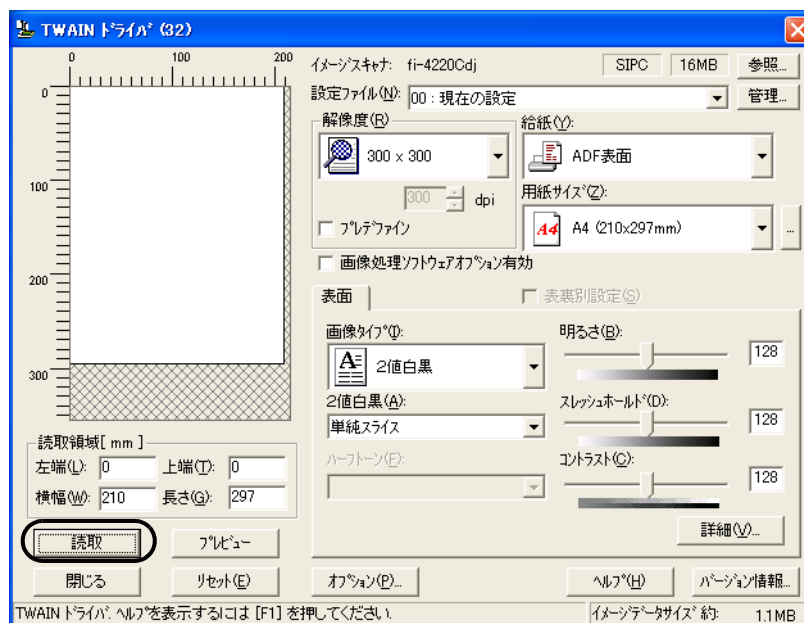 TWAIN ﾄﾞﾗｲﾊﾞ (32)
0 100 200
0
100
200
300
ｲﾒｰｼﾞｽｷｬﾅ: fi-4220Cdj SIPC 16MB 参照...
設定ﾌｧｲﾙ(N): 00 : 現在の設定 管理...
解像度(R)
300 × 300
300 dpi
ﾌﾟﾚﾃﾞﾌｧｲﾝ
給紙(Y):
ADF表面
用紙ｻｲｽﾞ(Z):
A4 A4 (210x297mm) ...
画像処理ｿﾌﾄｳｪｱｵﾌﾟｼｮﾝ有効
表面 表裏別設定(S)
画像ﾀｲﾌﾟ(I):
A 2値白黒
2値白黒(A):
単純ｽﾗｲｽ
ﾊｰﾌﾄｰﾝ(F):
明るさ(B):
128
ｽﾚｯｼｭﾎｰﾙﾄﾞ(D):
128
ｺﾝﾄﾗｽﾄ(C):
128
詳細(V)...
読取領域[ mm ]
左端(L): 0 上端(T): 0
横幅(W): 210 長さ(G): 297
読取 ﾌﾟﾚﾋﾞｭｰ
閉じる ﾘｾｯﾄ(E) ｵﾌﾟｼｮﾝ(P)... ﾍﾙﾌﾟ(H) ﾊﾞｰｼﾞｮﾝ情報...
TWAIN ﾄﾞﾗｲﾊﾞ. ﾍﾙﾌﾟを表示するには [F1] を押してください. ｲﾒｰｼﾞﾃﾞｰﾀｻｲｽﾞ 約: 1.1MB